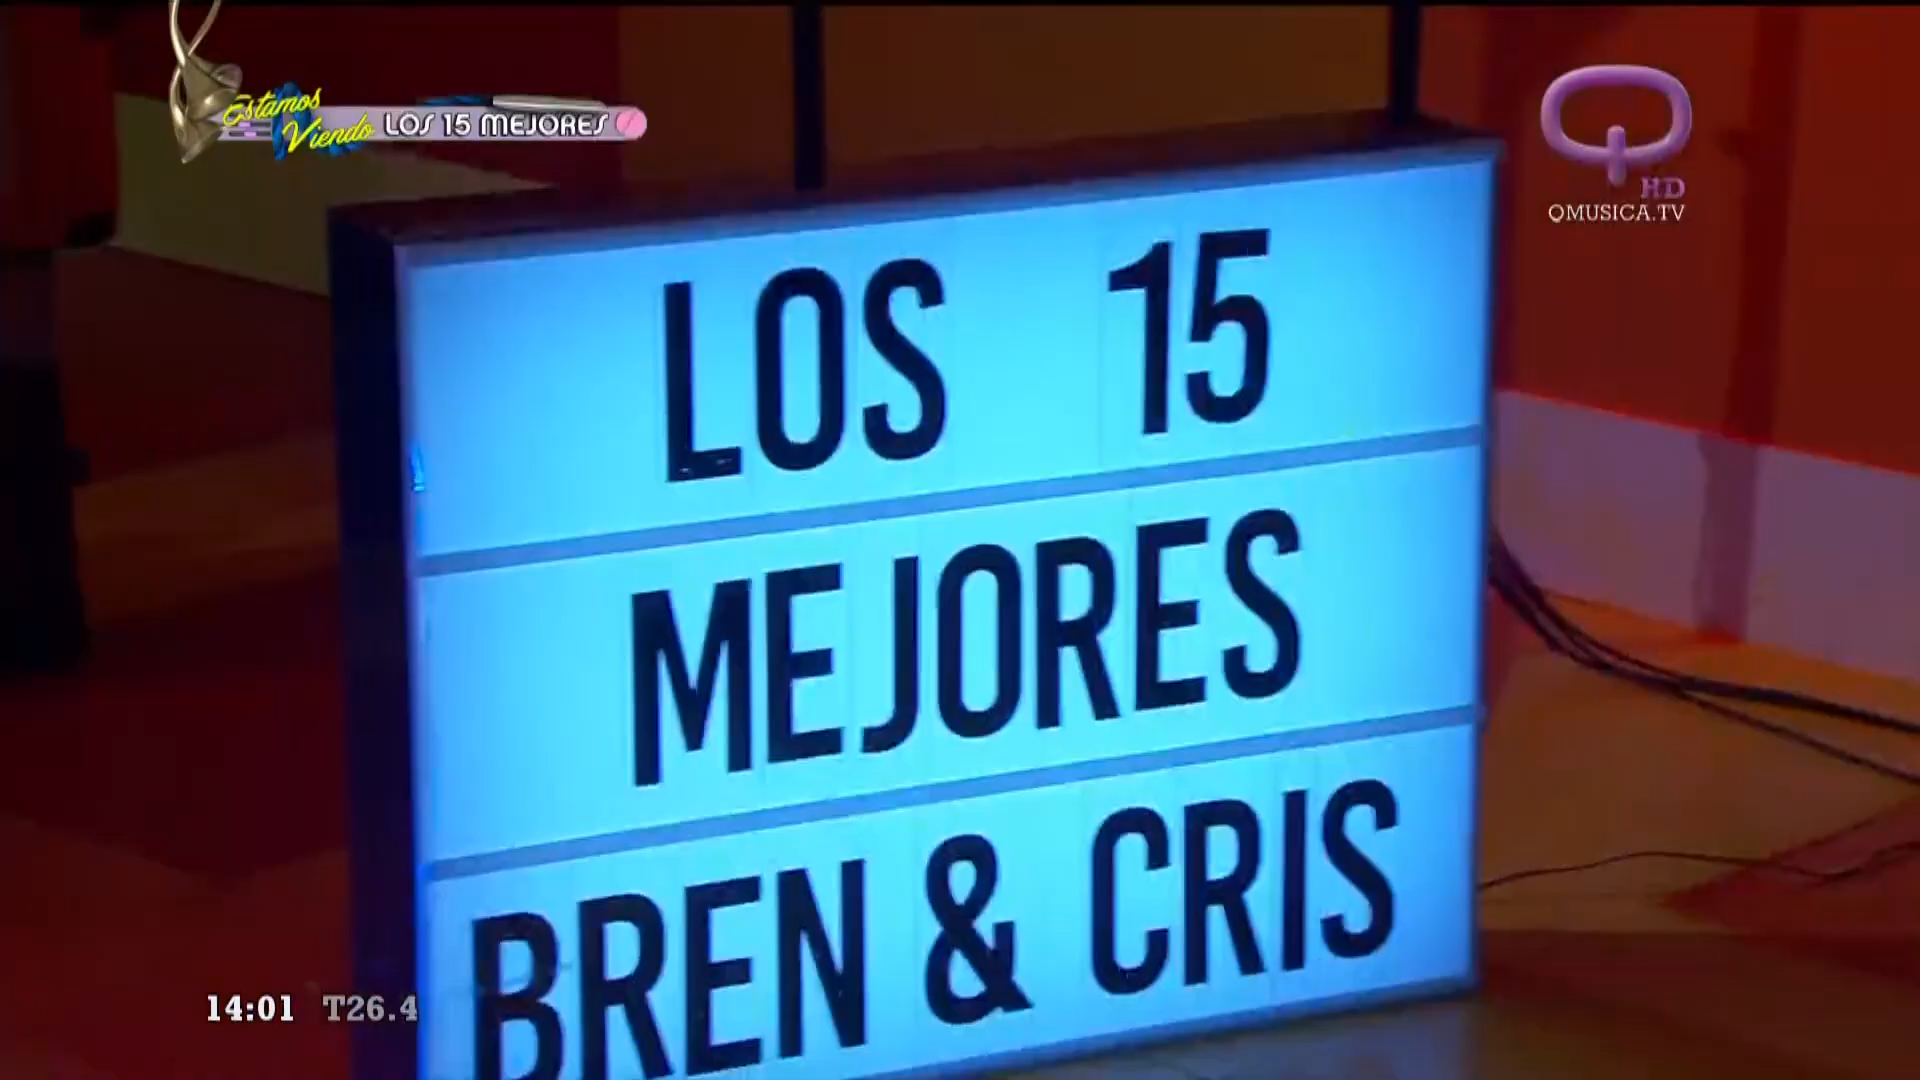 Estamos
Viendo LOS 15 MEJORES
HD
QMUSICA.TV
LOS 15
MEJORES
BREN & CRIS
14:01 T26.4